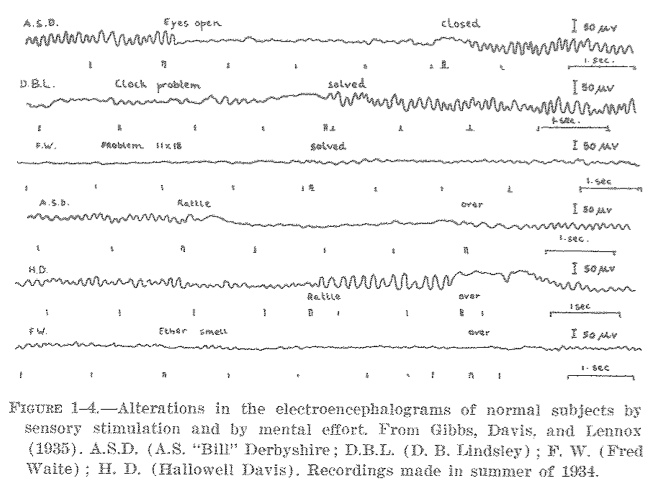 A.S.D. Eyes open closed 50 μV
1.sec.
D.B.L. Clock problem solved 50 μV
1.sec.
F.W. Problem 11x18 solved 50 μV
1.sec
A.S.D. Rattle over 50 μV
1.sec.
H.D. 50 μV
Rattle over 1sec
F.W. Ether smell over 50 μV
1.sec
FIGURE 1–4.—Alterations in the electroencephalograms of normal subjects by
sensory stimulation and by mental effort. From Gibbs, Davis, and Lennox
(1935). A.S.D. (A.S. “Bill” Derbyshire; D.B.L. (D. B. Lindsley); F. W. (Fred
Waite); H. D. (Hallowell Davis). Recordings made in summer of 1934.